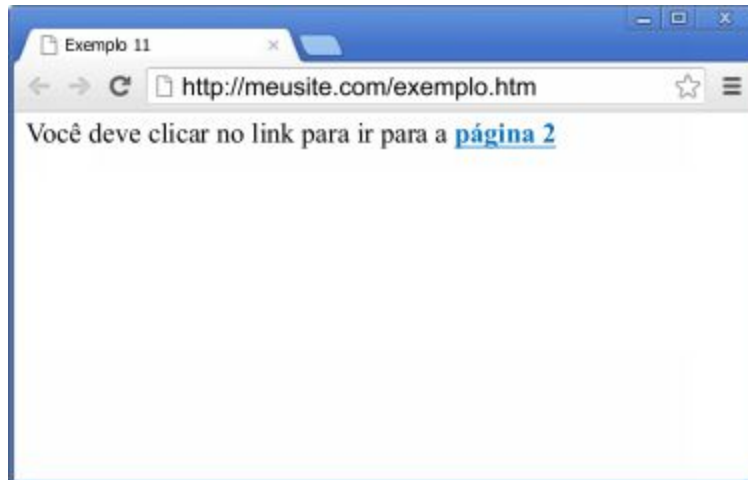 Exemplo 11
http://meusite.com/exemplo.htm
Você deve clicar no link para ir para a página 2